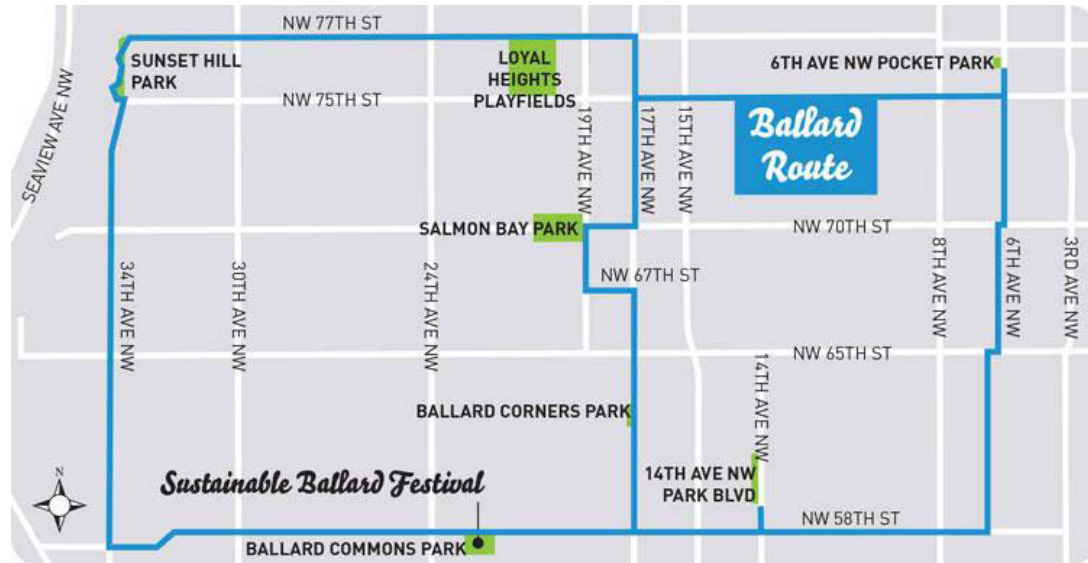 NW 77TH ST
SUNSET HILL
PARK
LOYAL
HEIGHTS
PLAYFIELDS
6TH AVE NW POCKET PARK
NW 75TH ST
SEAVIEW AVE NW
19TH AVE NW
17TH AVE NW
15TH AVE NW
Ballard
Route
SALMON BAY PARK
NW 70TH ST
34TH AVE NW
30TH AVE NW
24TH AVE NW
NW 67TH ST
8TH AVE NW
6TH AVE NW
3RD AVE NW
NW 65TH ST
14TH AVE NW
BALLARD CORNERS PARK
Sustainable Ballard Festival
14TH AVE NW
PARK BLVD
N
NW 58TH ST
BALLARD COMMONS PARK